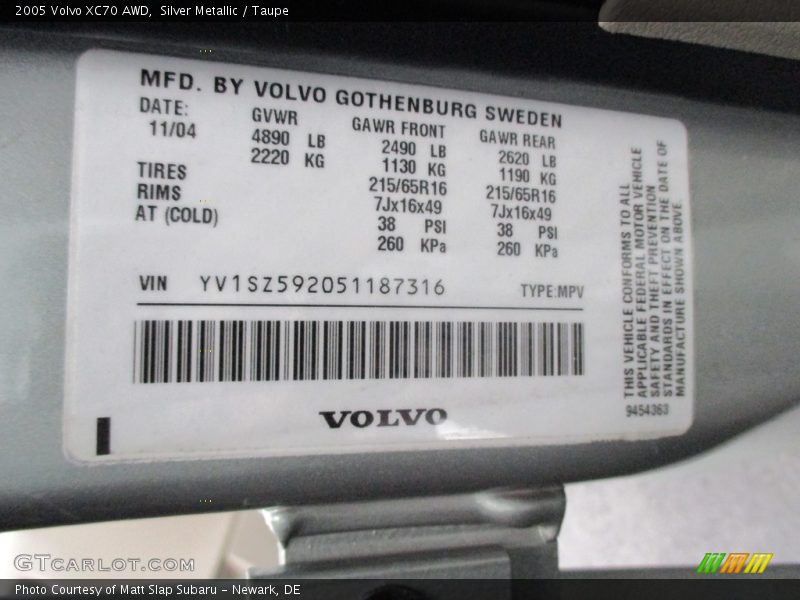 2005 Volvo XC70 AWD, Silver Metallic / Taupe
MFD. BY VOLVO GOTHENBURG SWEDEN
DATE: GVWR GAWR FRONT GAWR REAR
11/04 4890 LB 2490 LB 2620 LB
2220 KG 1130 KG 1190 KG
TIRES 215/65R16 215/65R16
RIMS 7Jx16x49 7Jx16x49
AT (COLD) 38 PSI 38 PSI
260 KPa 260 KPa
VIN YV1SZ592051187316 TYPE:MPV
VOLVO
THIS VEHICLE CONFORMS TO ALL
APPLICABLE FEDERAL MOTOR VEHICLE
SAFETY AND THEFT PREVENTION
STANDARDS IN EFFECT ON THE DATE OF
MANUFACTURE SHOWN ABOVE.
9454363
GTcarlot.com
Photo Courtesy of Matt Slap Subaru - Newark, DE